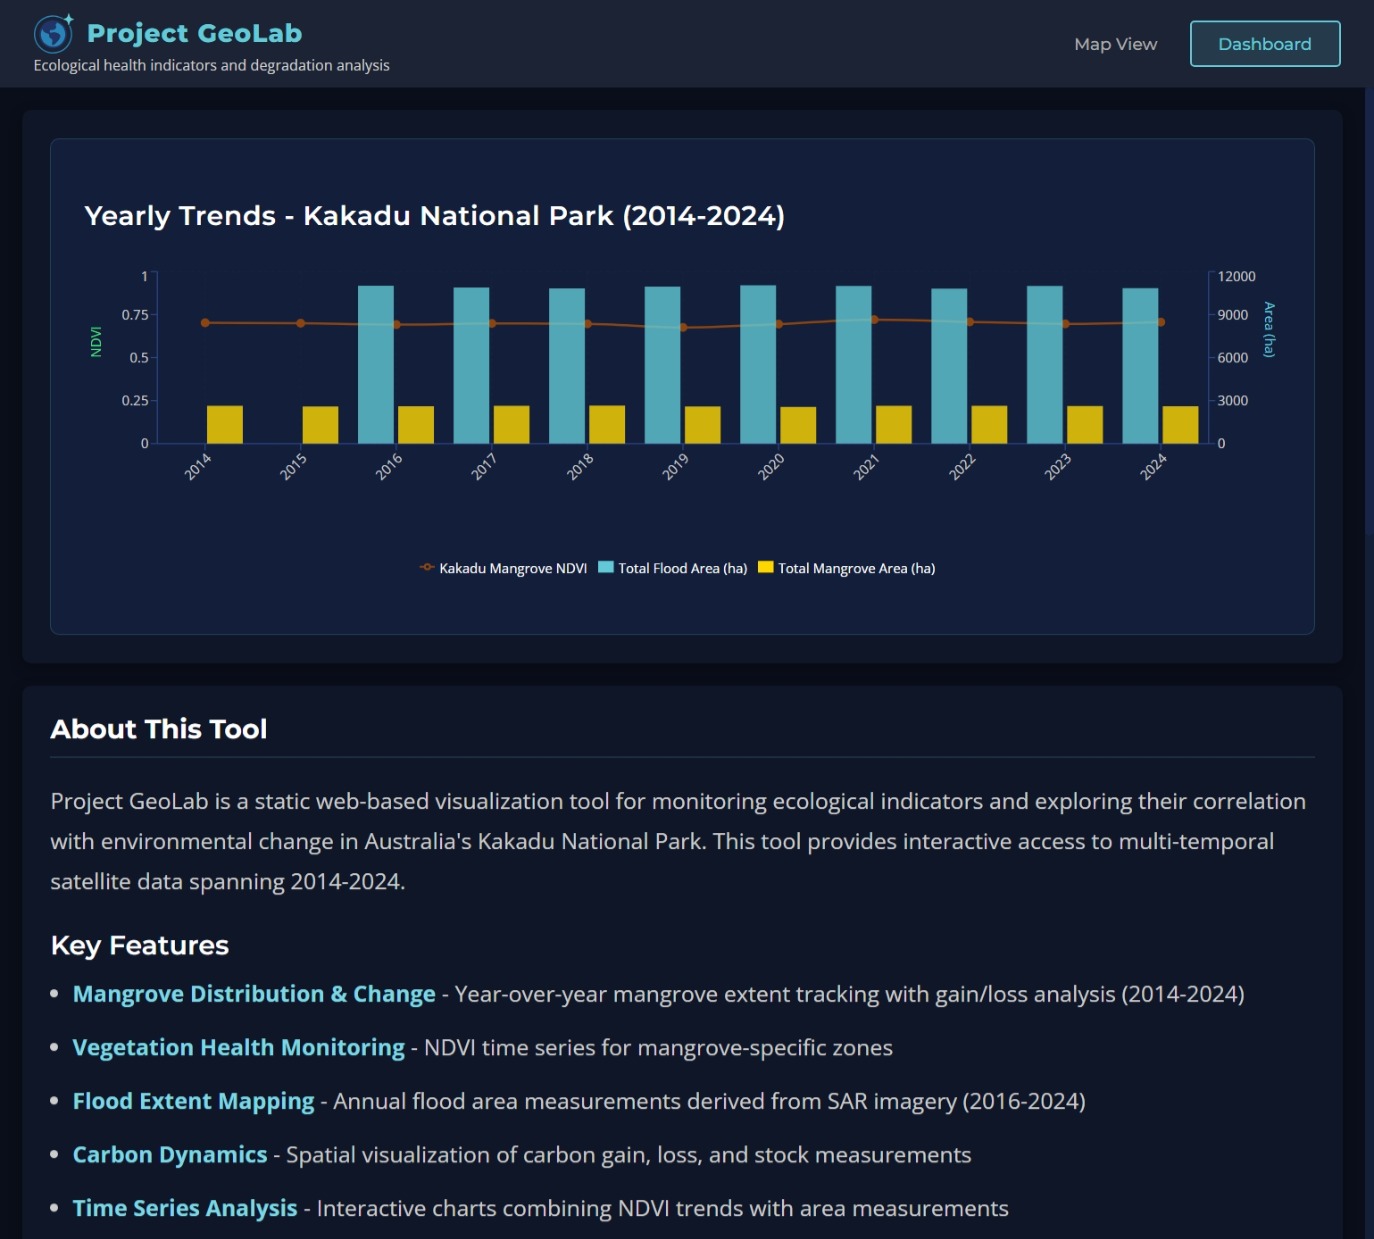 Project GeoLab
Ecological health indicators and degradation analysis
Map View
Dashboard
Yearly Trends - Kakadu National Park (2014-2024)
1
0.75
0.5
0.25
0
NDVI
12000
9000
6000
3000
0
Area (ha)
2014
2015
2016
2017
2018
2019
2020
2021
2022
2023
2024
Kakadu Mangrove NDVI
Total Flood Area (ha)
Total Mangrove Area (ha)
About This Tool
Project GeoLab is a static web-based visualization tool for monitoring ecological indicators and exploring their correlation
with environmental change in Australia's Kakadu National Park. This tool provides interactive access to multi-temporal
satellite data spanning 2014-2024.
Key Features
• Mangrove Distribution & Change - Year-over-year mangrove extent tracking with gain/loss analysis (2014-2024)
• Vegetation Health Monitoring - NDVI time series for mangrove-specific zones
• Flood Extent Mapping - Annual flood area measurements derived from SAR imagery (2016-2024)
• Carbon Dynamics - Spatial visualization of carbon gain, loss, and stock measurements
• Time Series Analysis - Interactive charts combining NDVI trends with area measurements